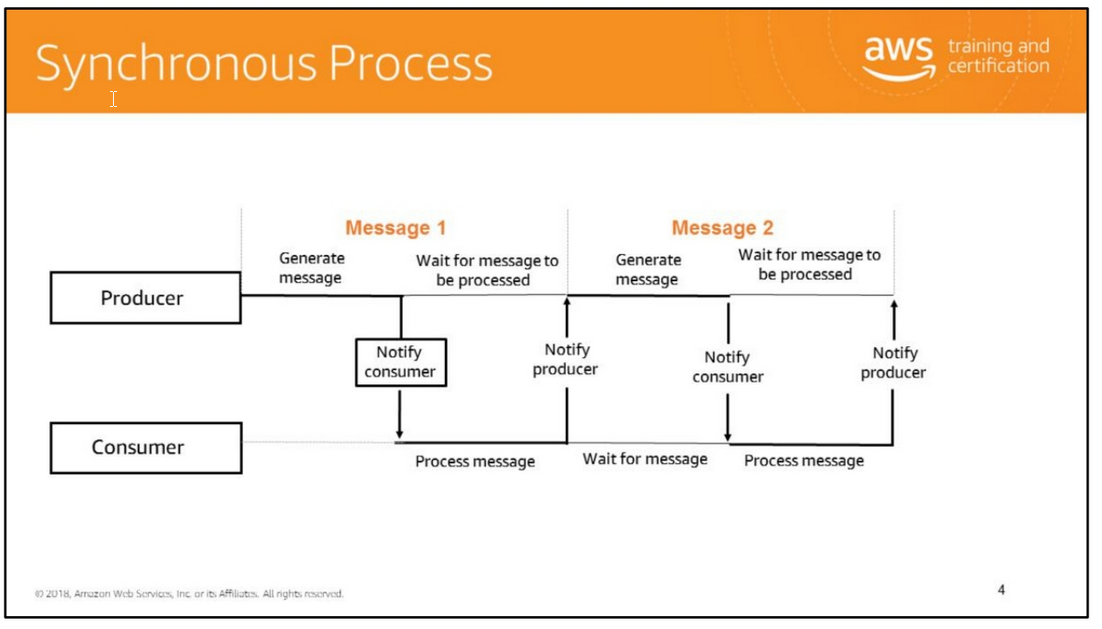 Synchronous Process
aws training and
certification
Message 1
Message 2
Generate
message
Wait for message to
be processed
Generate
message
Wait for message to
be processed
Producer
Notify
consumer
Notify
producer
Notify
consumer
Notify
producer
Consumer
Process message
Wait for message
Process message
© 2018, Amazon Web Services, Inc. or its Affiliates. All rights reserved.
4